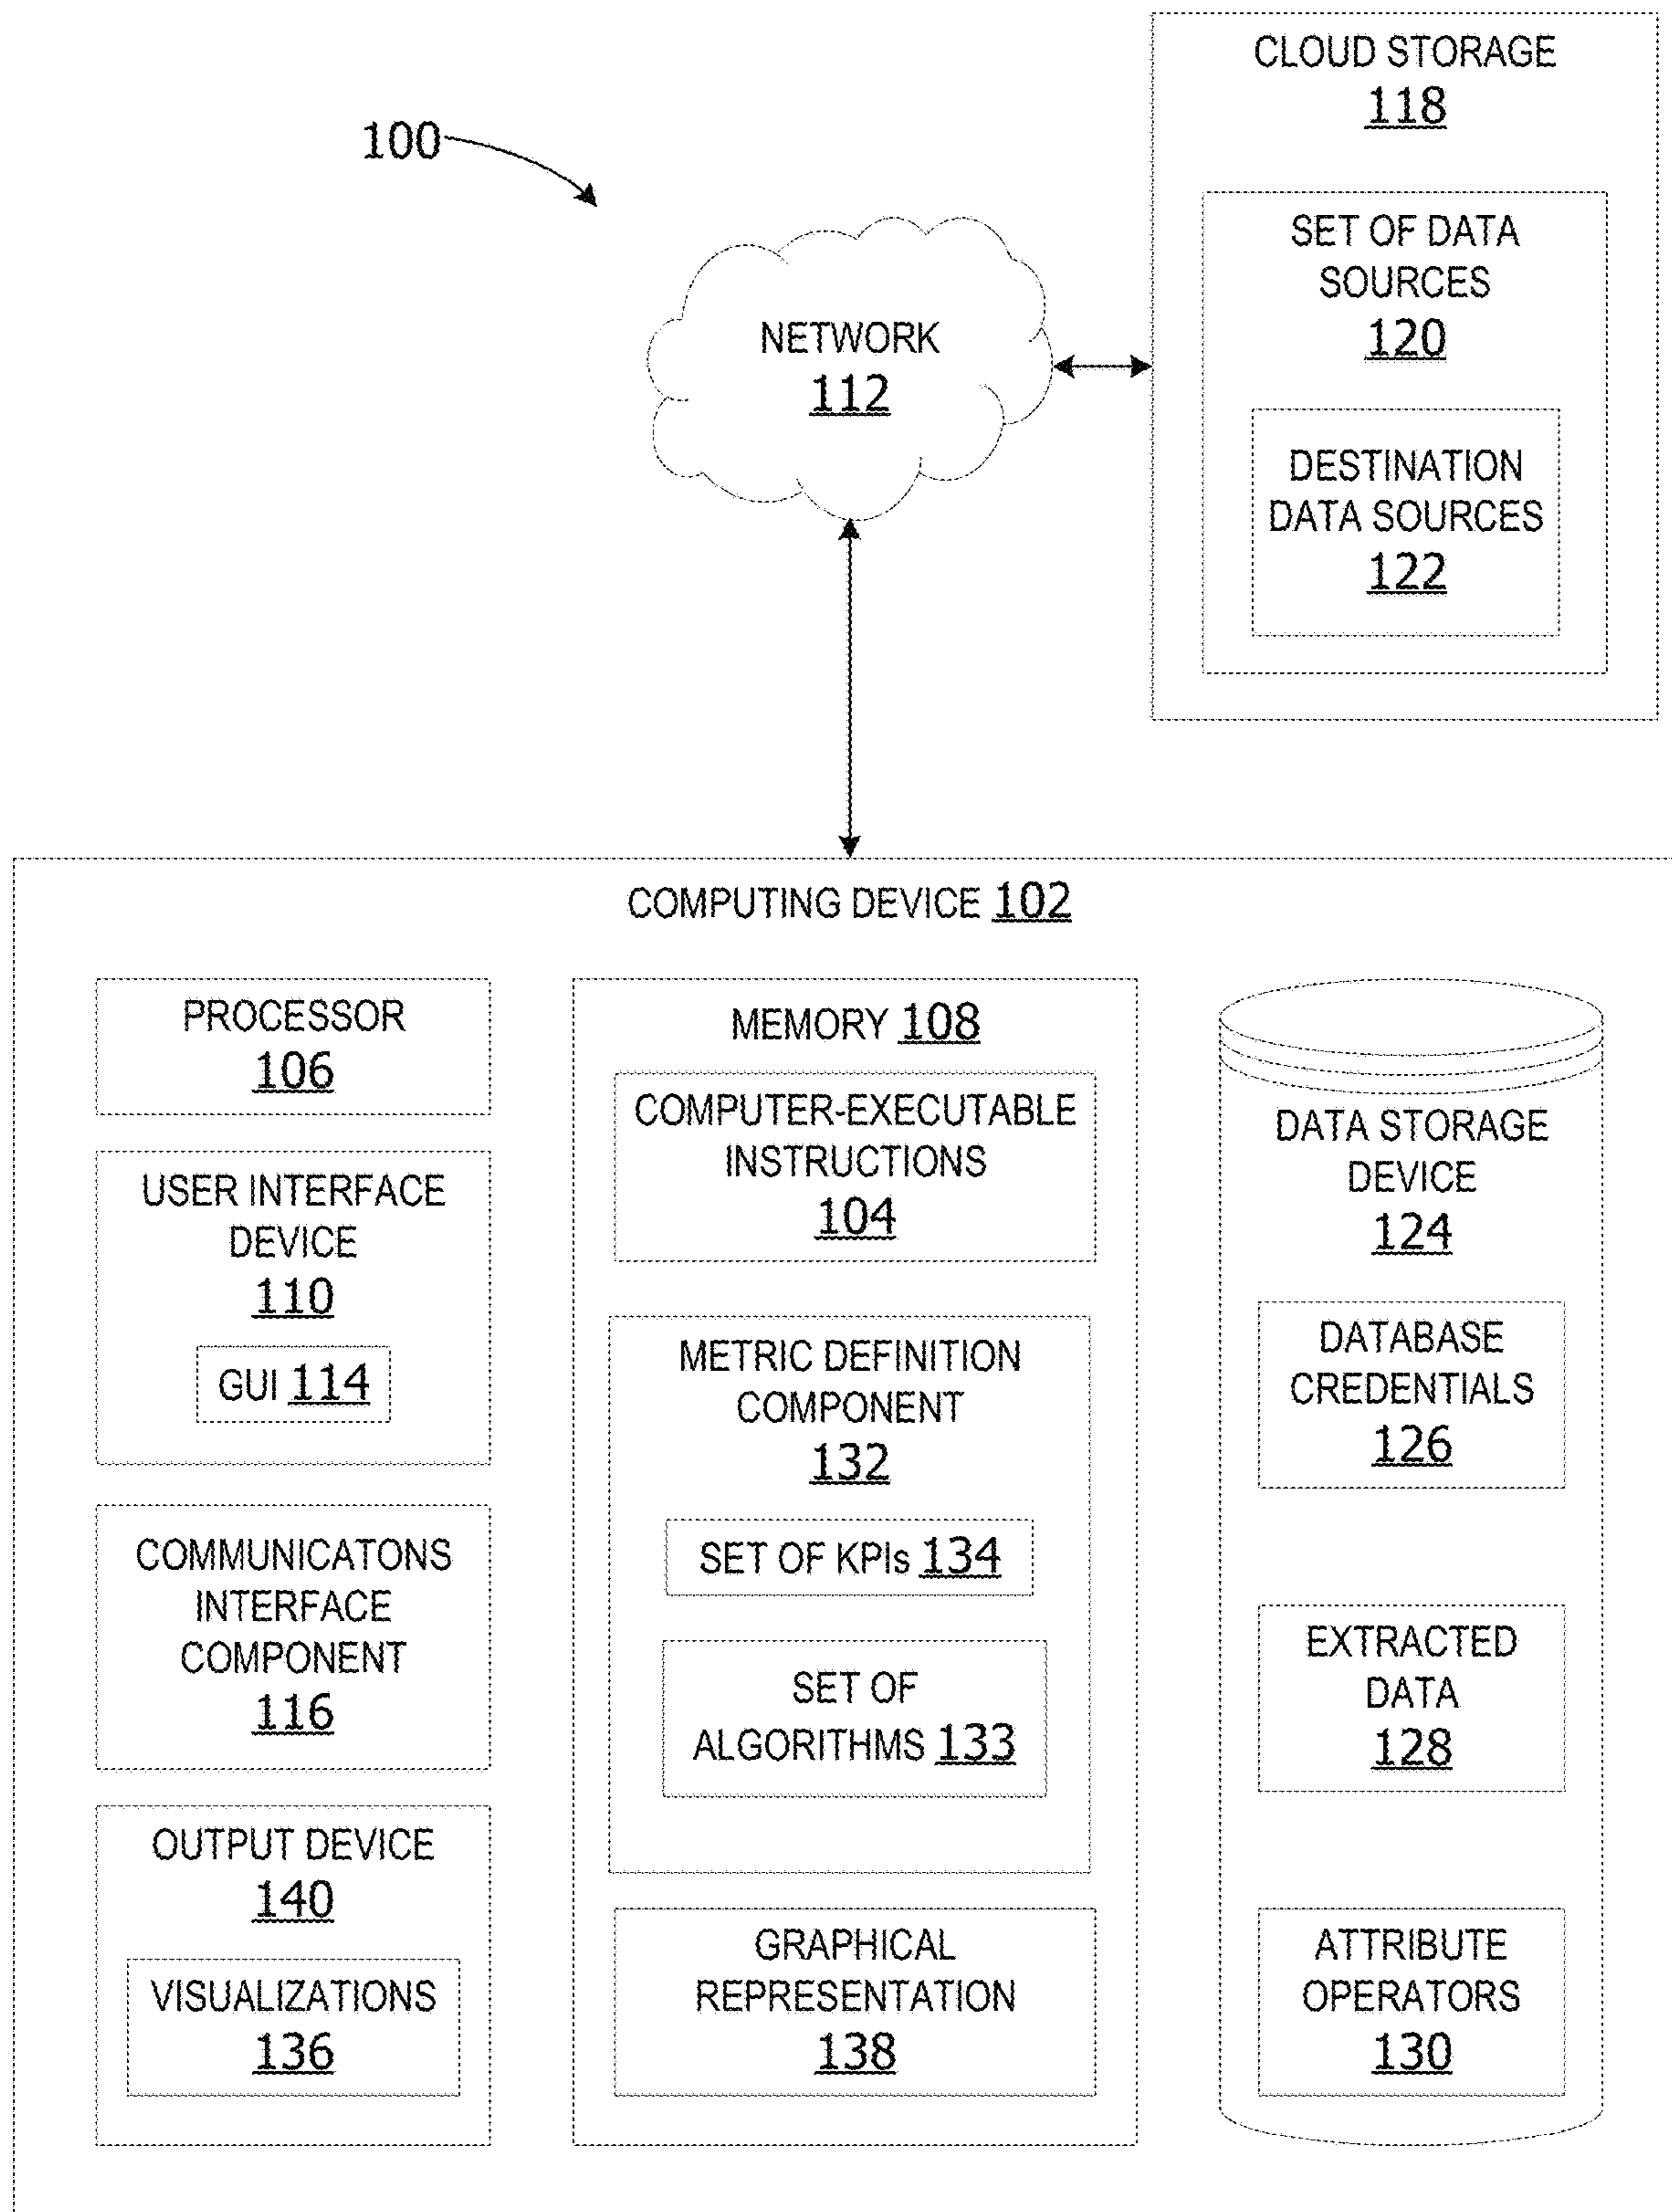 100
CLOUD STORAGE
118
SET OF DATA
SOURCES
120
DESTINATION
DATA SOURCES
122
NETWORK
112
COMPUTING DEVICE 102
PROCESSOR
106
USER INTERFACE
DEVICE
110
GUI 114
COMMUNICATONS
INTERFACE
COMPONENT
116
OUTPUT DEVICE
140
VISUALIZATIONS
136
MEMORY 108
COMPUTER-EXECUTABLE
INSTRUCTIONS
104
METRIC DEFINITION
COMPONENT
132
SET OF KPIs 134
SET OF
ALGORITHMS 133
GRAPHICAL
REPRESENTATION
138
DATA STORAGE
DEVICE
124
DATABASE
CREDENTIALS
126
EXTRACTED
DATA
128
ATTRIBUTE
OPERATORS
130